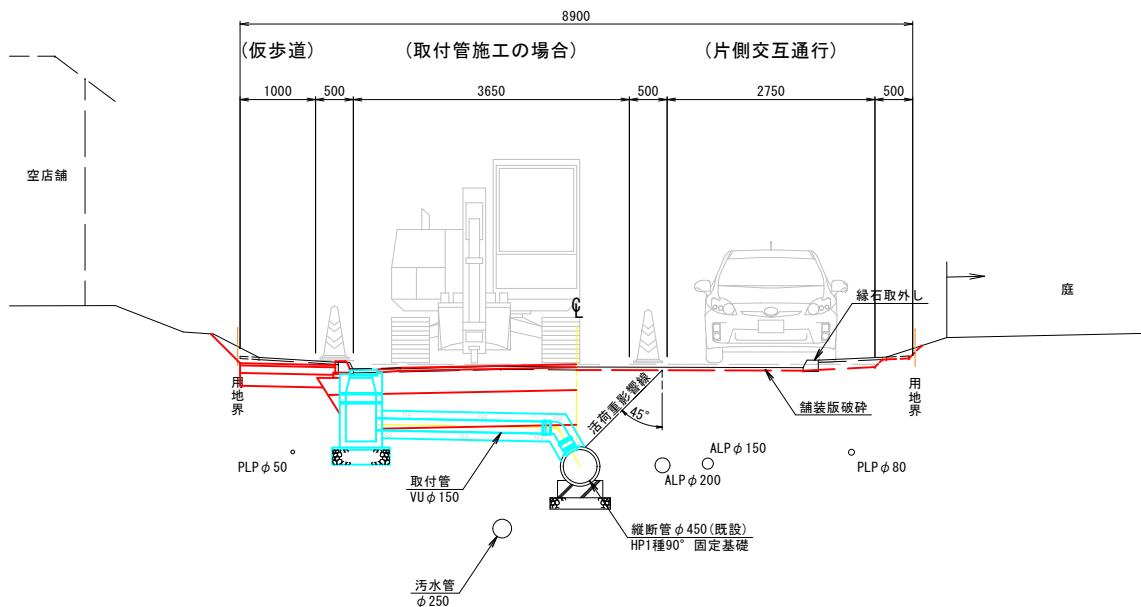 8900
(仮歩道)
(取付管施工の場合)
(片側交互通行)
1000
500
3650
500
2750
500
空店舗
℄
縁石取外し
庭
用地界
活荷重影響線
45°
舗装版破砕
用地界
PLPφ50
取付管
VUφ150
ALPφ150
ALPφ200
PLPφ80
縦断管φ450(既設)
HP1種90° 固定基礎
汚水管
φ250